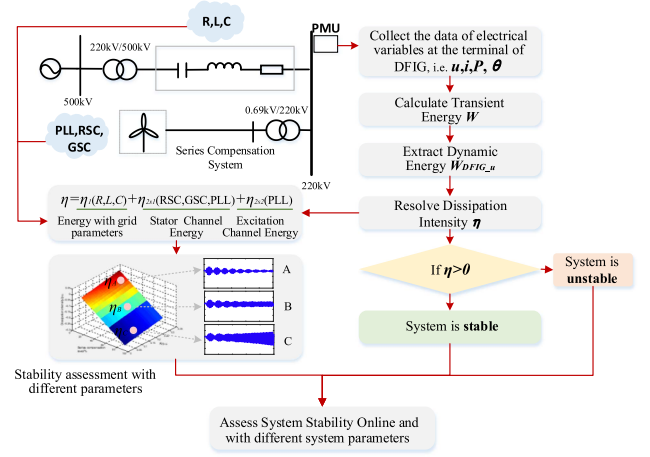 R,L,C
PMU
220kV/500kV
500kV
Collect the data of electrical
variables at the terminal of
DFIG, i.e. u,i,P, θ
Calculate Transient
Energy W
PLL,RSC,
GSC
0.69kV/220kV
Series Compensation
System
220kV
Extract Dynamic
Energy W_DFIG_u
η=η1(R,L,C)+η2s1(RSC,GSC,PLL)+η2s2(PLL)
Energy with grid
parameters
Stator Channel
Energy
Excitation
Channel Energy
Resolve Dissipation
Intensity η
If η>0
System is
unstable
System is stable
ηA
ηB
A
B
C
Stability assessment with
different parameters
Assess System Stability Online and
with different system parameters